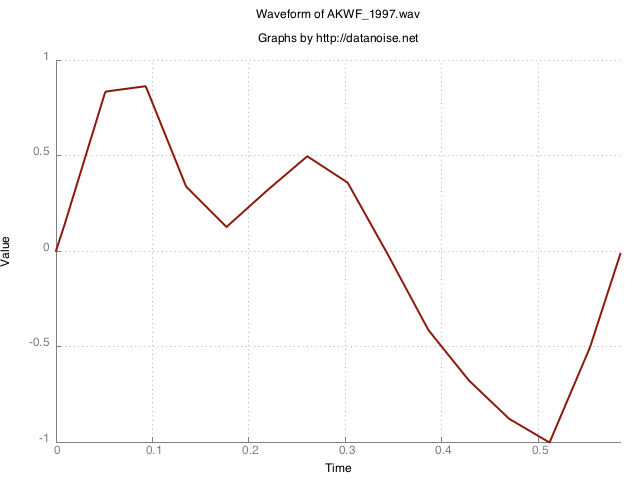 Waveform of AKWF_1997.wav
Graphs by http://datanoise.net
1
0.5
0
-0.5
-1
Value
0 0.1 0.2 0.3 0.4 0.5
Time